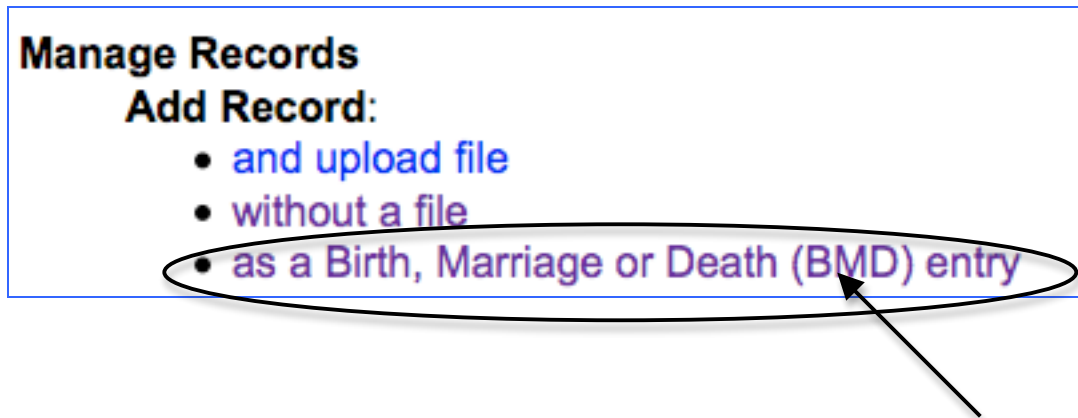 Manage Records
Add Record:
• and upload file
• without a file
• as a Birth, Marriage or Death (BMD) entry